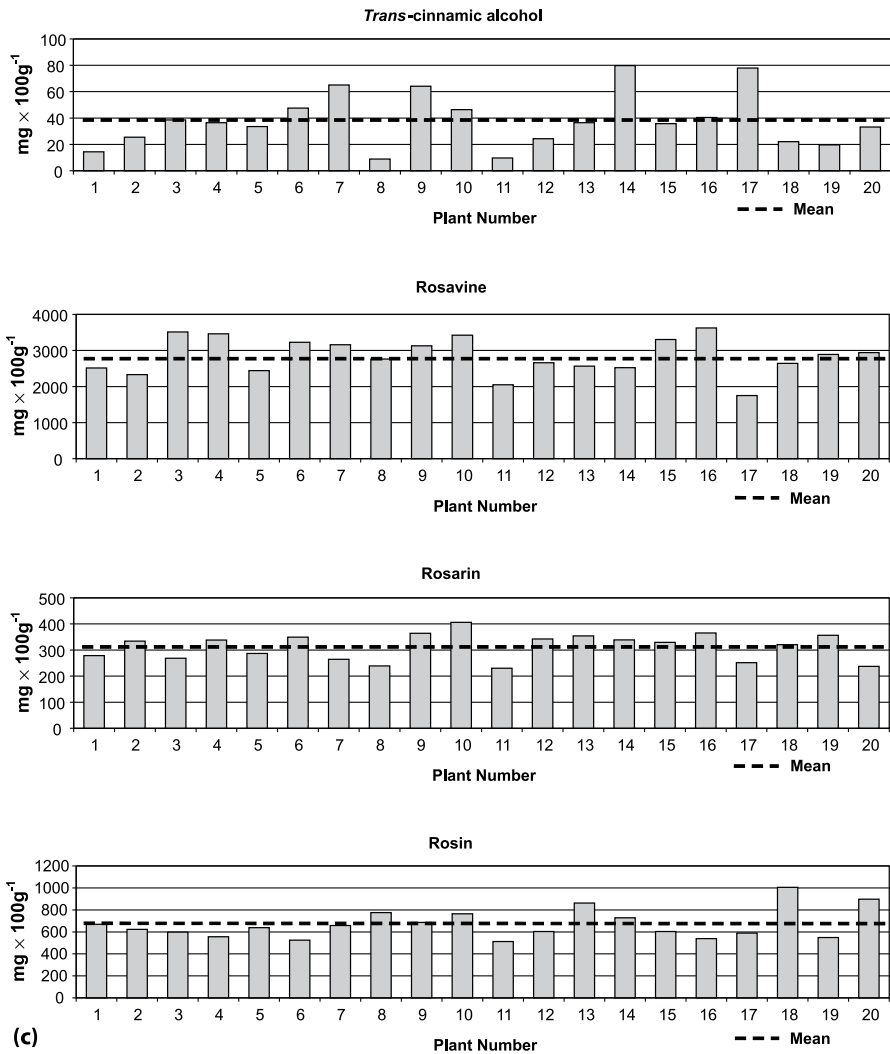 Trans-cinnamic alcohol
mg × 100g-1
100
80
60
40
20
0
1 2 3 4 5 6 7 8 9 10 11 12 13 14 15 16 17 18 19 20
Plant Number
Mean
Rosavine
mg × 100g-1
4000
3000
2000
1000
0
1 2 3 4 5 6 7 8 9 10 11 12 13 14 15 16 17 18 19 20
Plant Number
Mean
Rosarin
mg × 100g-1
500
400
300
200
100
0
1 2 3 4 5 6 7 8 9 10 11 12 13 14 15 16 17 18 19 20
Plant Number
Mean
Rosin
mg × 100g-1
1200
1000
800
600
400
200
0
1 2 3 4 5 6 7 8 9 10 11 12 13 14 15 16 17 18 19 20
(c)
Plant Number
Mean